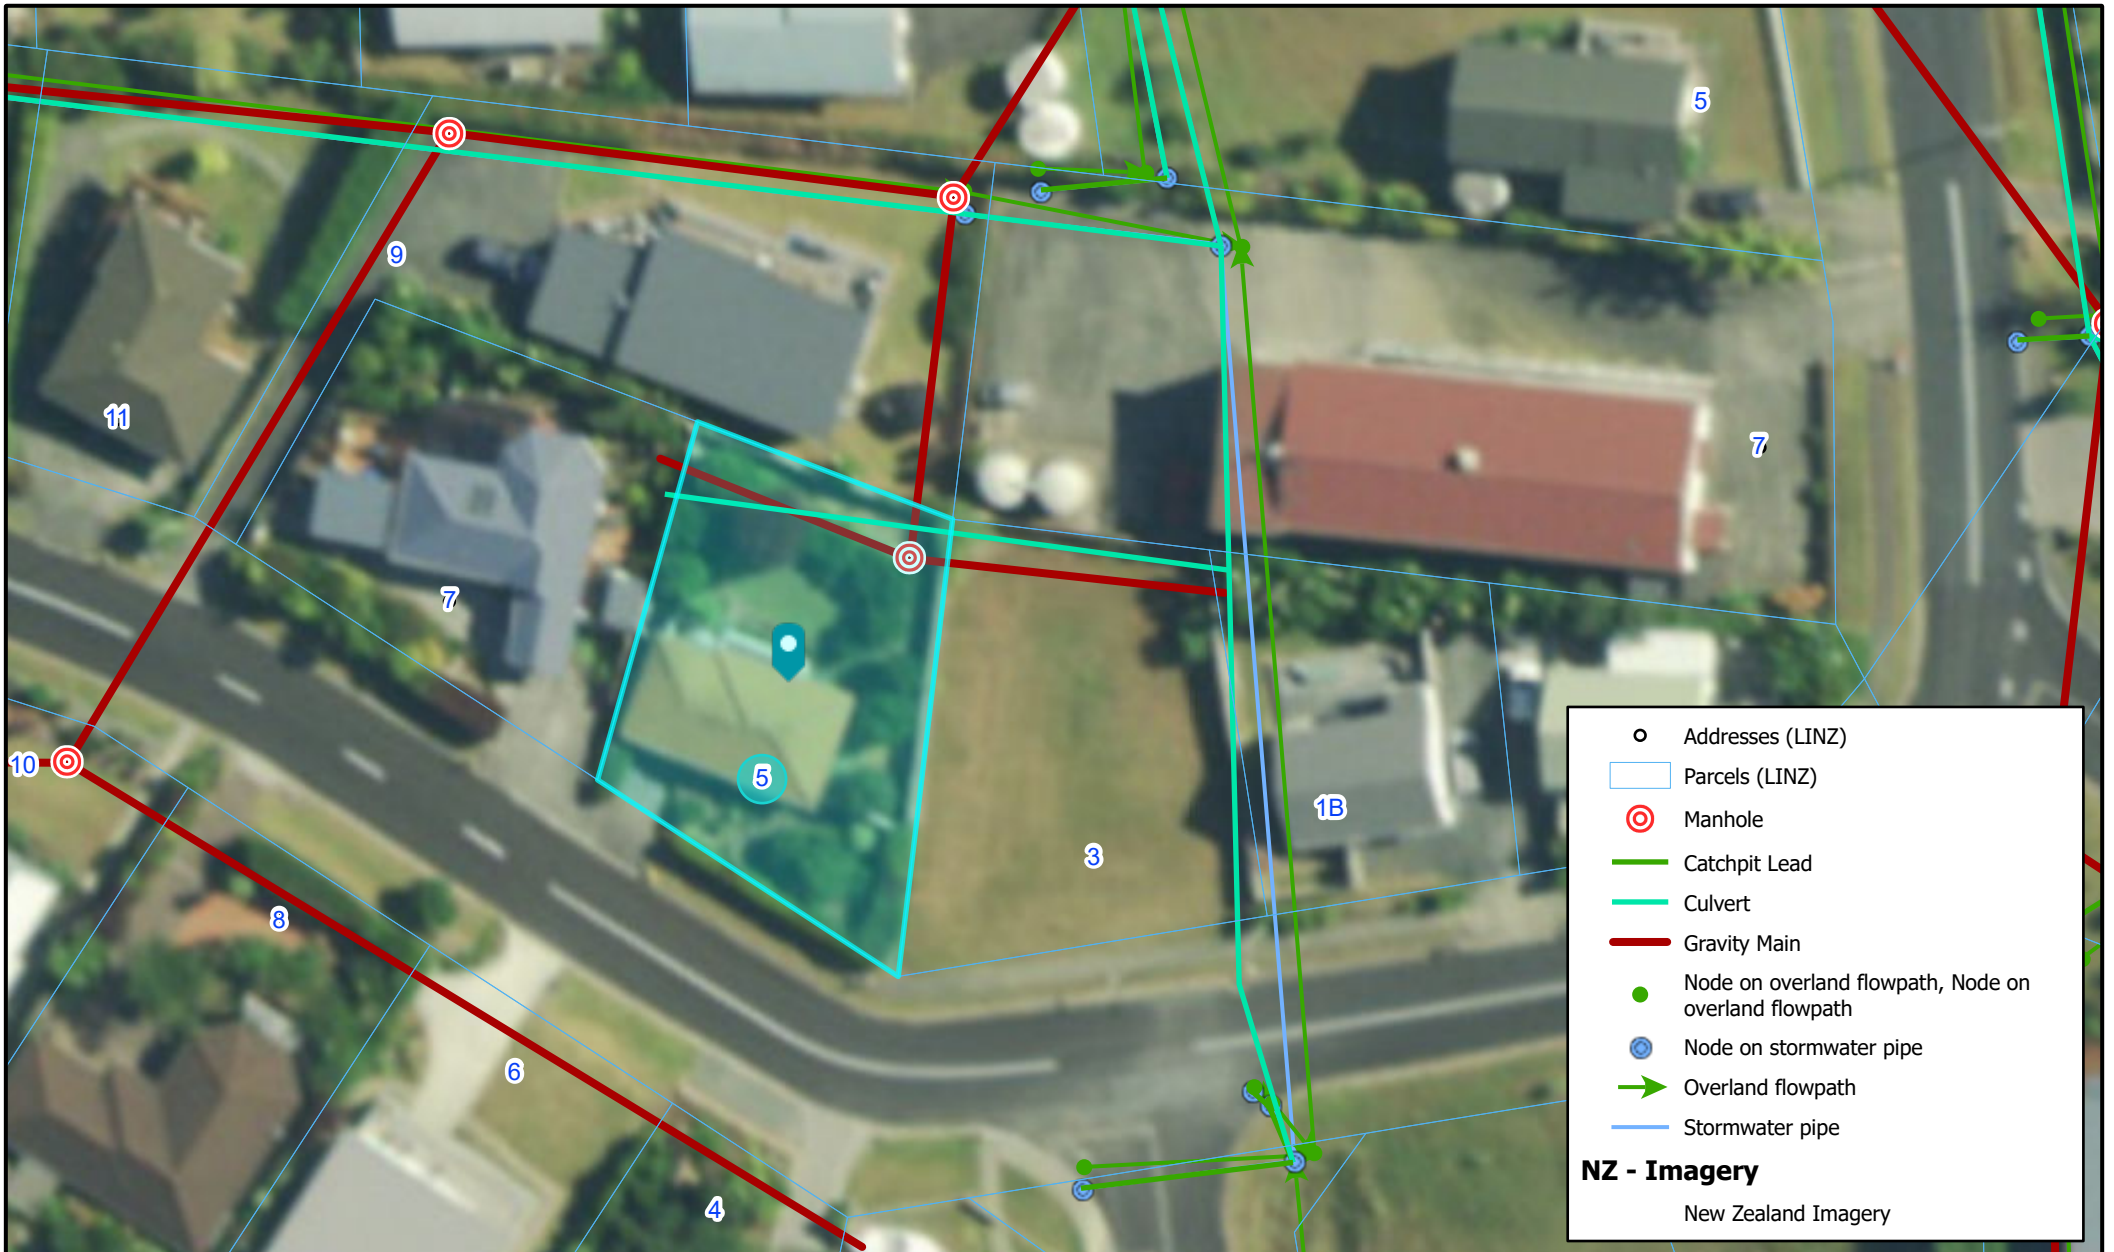 5
9
11
7
7
5
10
1B
3
8
6
4
Addresses (LINZ)
Parcels (LINZ)
Manhole
Catchpit Lead
Culvert
Gravity Main
Node on overland flowpath, Node on
overland flowpath
Node on stormwater pipe
Overland flowpath
Stormwater pipe
NZ - Imagery
New Zealand Imagery